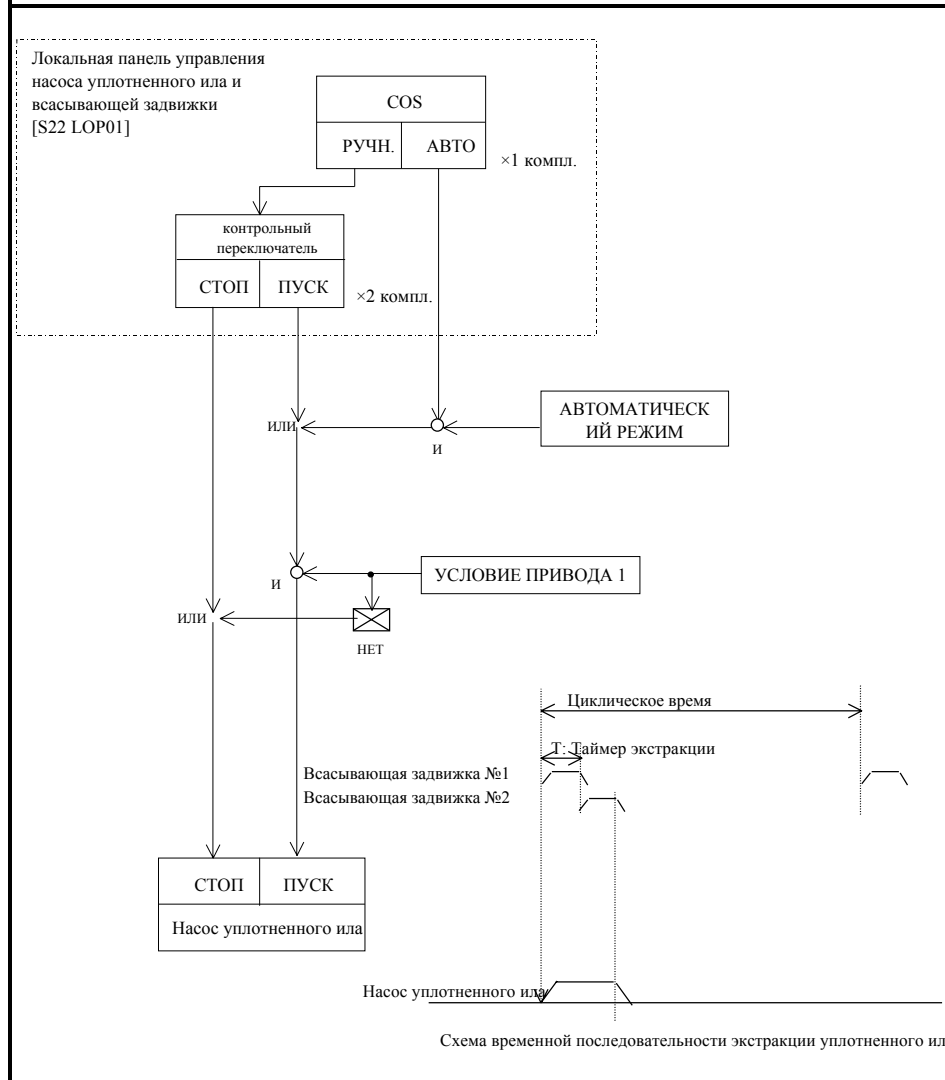 Локальная панель управления
насоса уплотненного ила и
всасывающей задвижки
[S22 LOP01]
COS
РУЧН. АВТО
×1 компл.
контрольный
переключатель
СТОП ПУСК
×2 компл.
АВТОМАТИЧЕСК
ИЙ РЕЖИМ
ИЛИ
И
УСЛОВИЕ ПРИВОДА 1
И
ИЛИ
НЕТ
Циклическое время
Т: Таймер экстракции
Всасывающая задвижка №1
Всасывающая задвижка №2
СТОП ПУСК
Насос уплотненного ила
Насос уплотненного ила
Схема временной последовательности экстракции уплотненного ил